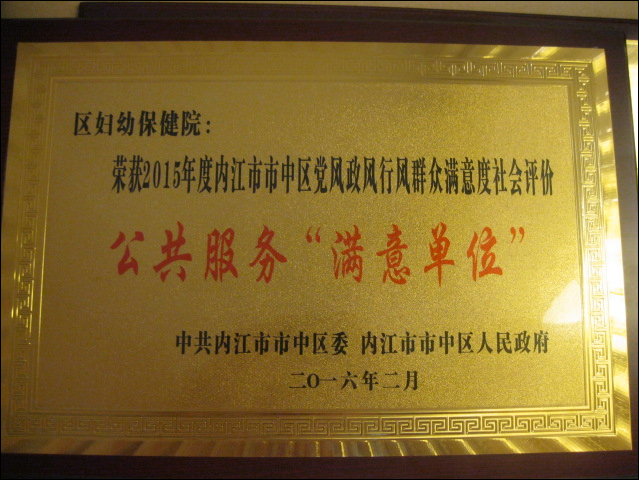 区妇幼保健院：
荣获2015年度内江市市中区党风政风行风群众满意度社会评价
公共服务“满意单位”
中共内江市市中区委 内江市市中区人民政府
二〇一六年二月